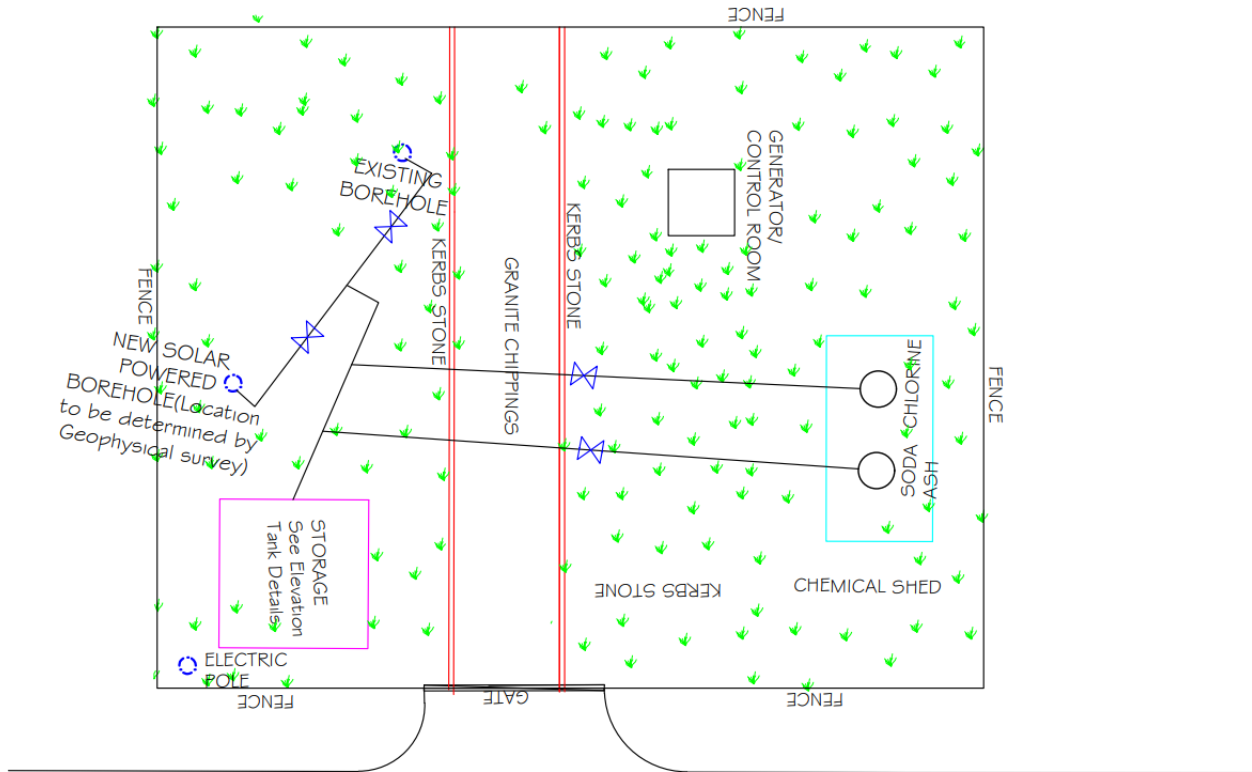 FENCE
EXISTING
BOREHOLE
GENERATOR/
CONTROL ROOM
KERBS STONE
KERBS STONE
GRANITE CHIPPINGS
FENCE
NEW SOLAR
POWERED
BOREHOLE(Location
to be determined by
Geophysical survey)
CHLORINE
SODA
ASH
FENCE
STORAGE
See Elevation
Tank Details
KERBS STONE
CHEMICAL SHED
ELECTRIC
POLE
FENCE
GATE
FENCE